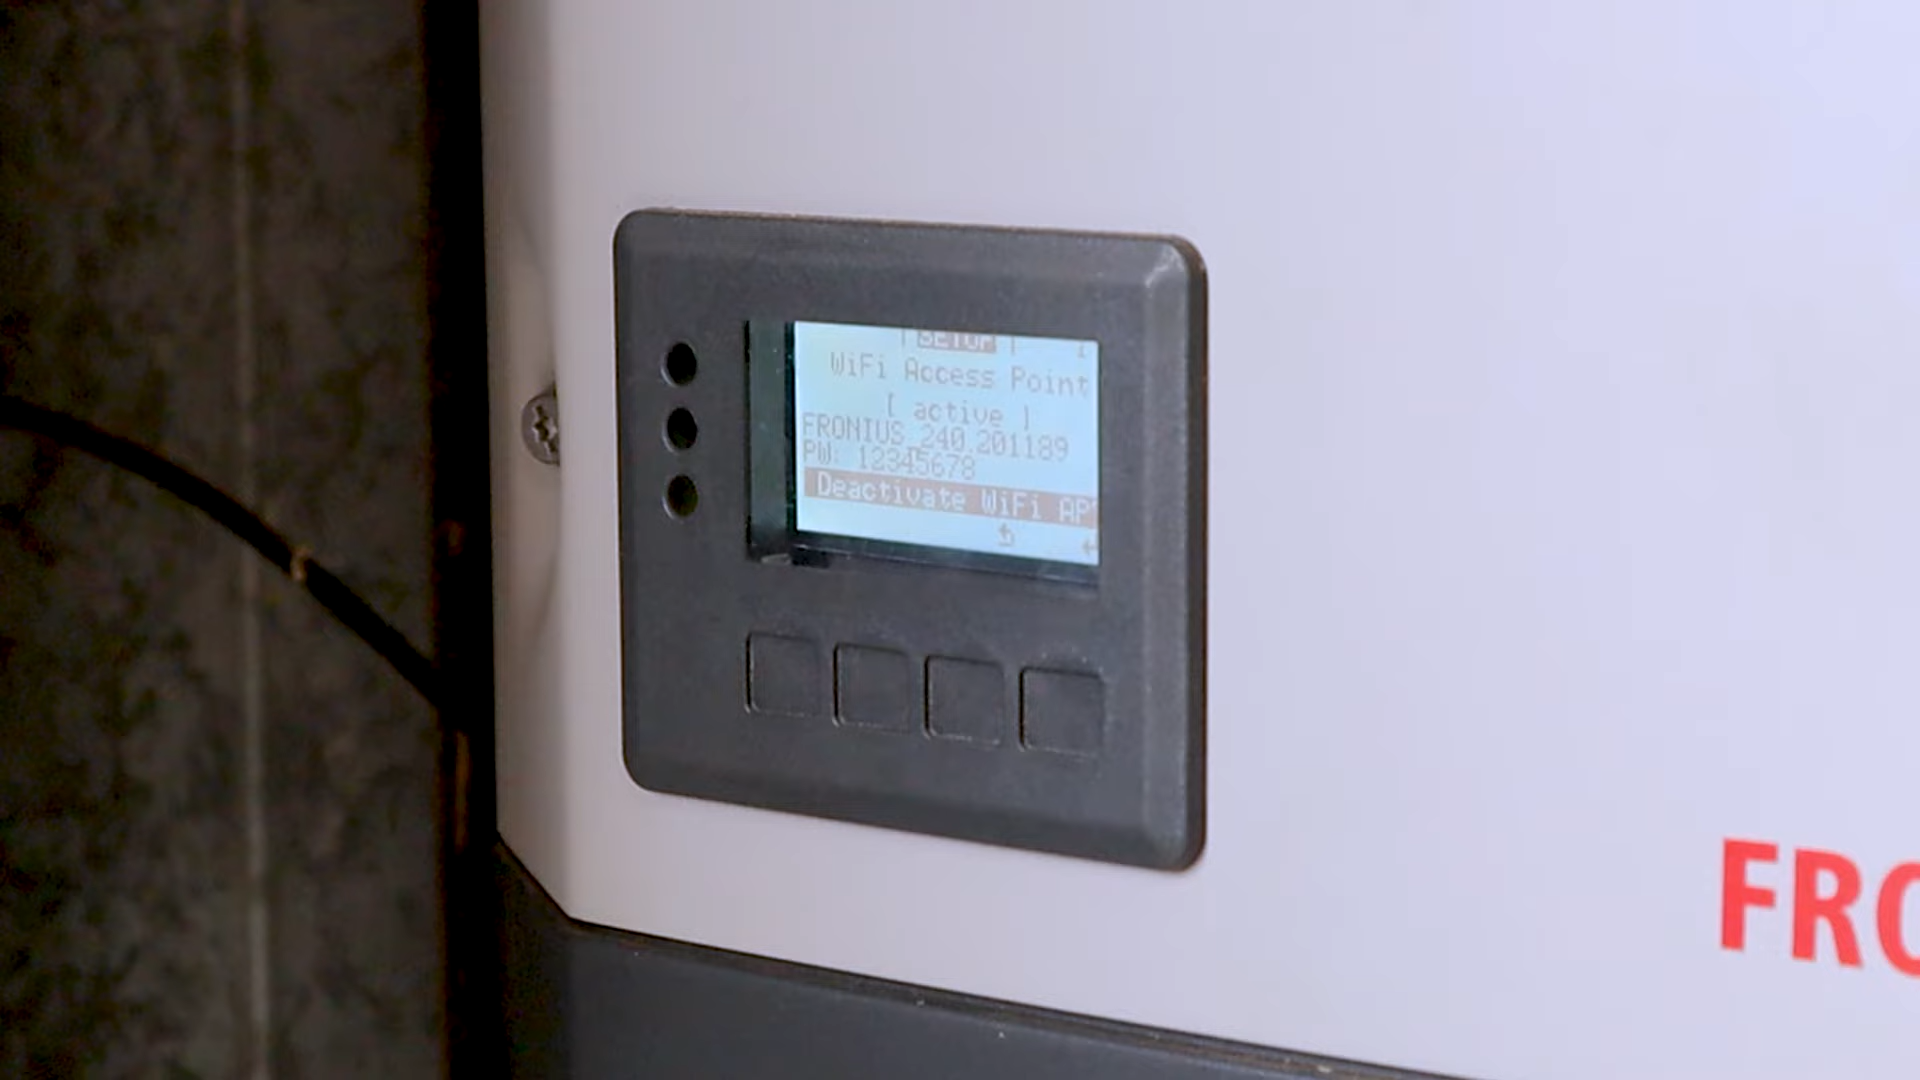 SETUP
WiFi Access Point
[ active ]
FRONIUS_240.201189
PW: 12345678
Deactivate WiFi AP?
FRO